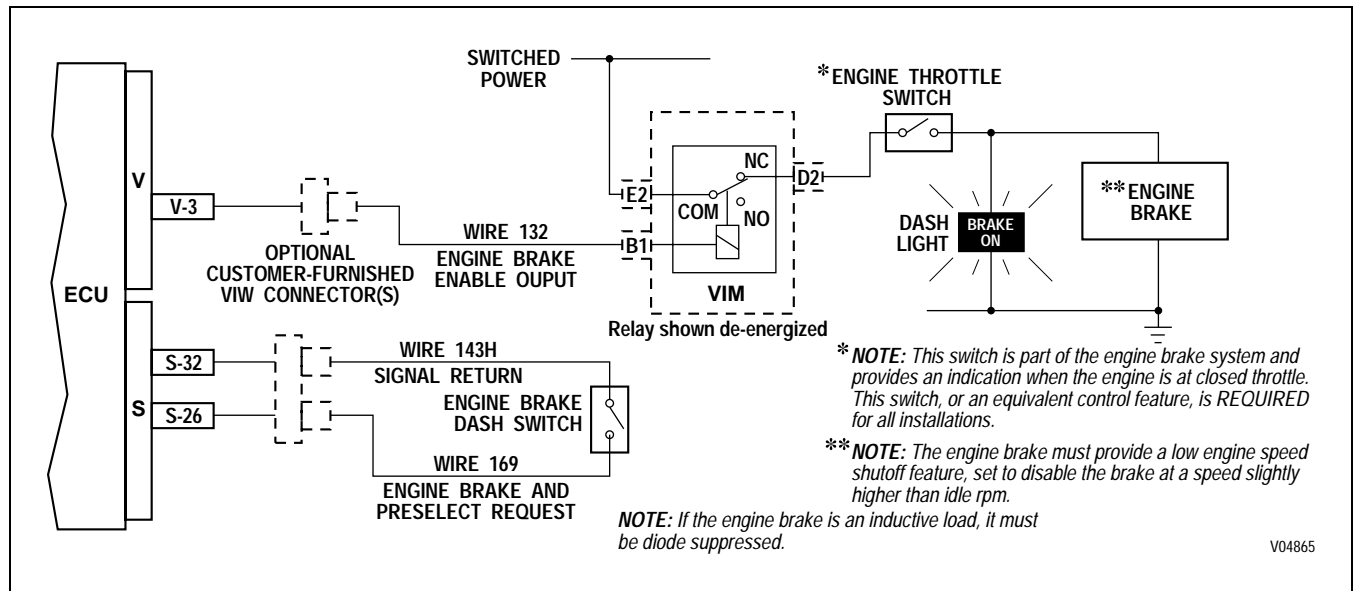 SWITCHED
POWER
*ENGINE THROTTLE
SWITCH
V
V-3
OPTIONAL
CUSTOMER-FURNISHED
VIW CONNECTOR(S)
WIRE 132
ENGINE BRAKE
ENABLE OUPUT
E2
B1
COM
NC
NO
D2
VIM
Relay shown de-energized
DASH
LIGHT
BRAKE
ON
**ENGINE
BRAKE
ECU
S
S-32
S-26
WIRE 143H
SIGNAL RETURN
ENGINE BRAKE
DASH SWITCH
WIRE 169
ENGINE BRAKE AND
PRESELECT REQUEST
* NOTE: This switch is part of the engine brake system and
provides an indication when the engine is at closed throttle.
This switch, or an equivalent control feature, is REQUIRED
for all installations.
** NOTE: The engine brake must provide a low engine speed
shutoff feature, set to disable the brake at a speed slightly
higher than idle rpm.
NOTE: If the engine brake is an inductive load, it must
be diode suppressed.
V04865